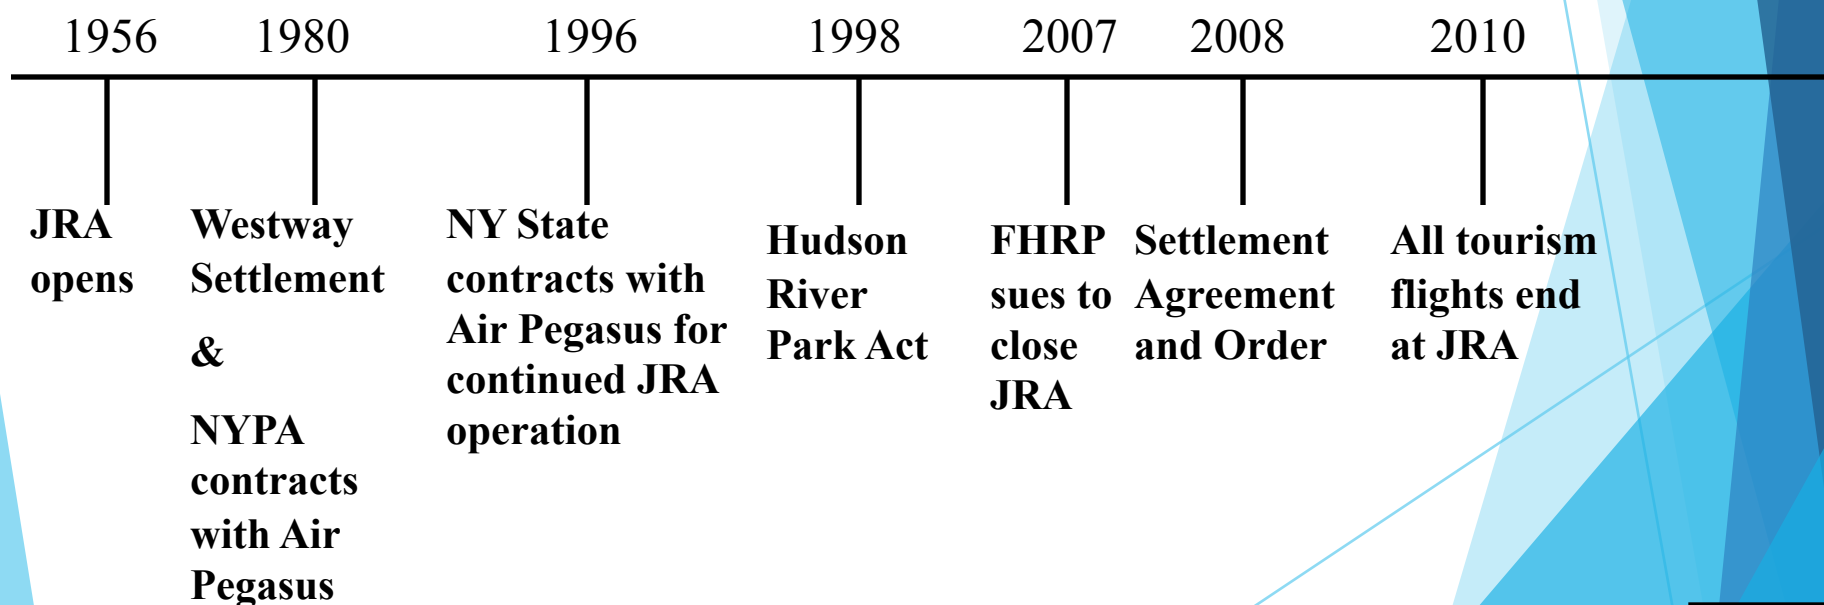 1956 1980 1996 1998 2007 2008 2010
JRA
opens
Westway
Settlement
&
NYPA
contracts
with Air
Pegasus
NY State
contracts with
Air Pegasus for
continued JRA
operation
Hudson
River
Park Act
FHRP
sues to
close
JRA
Settlement
Agreement
and Order
All tourism
flights end
at JRA